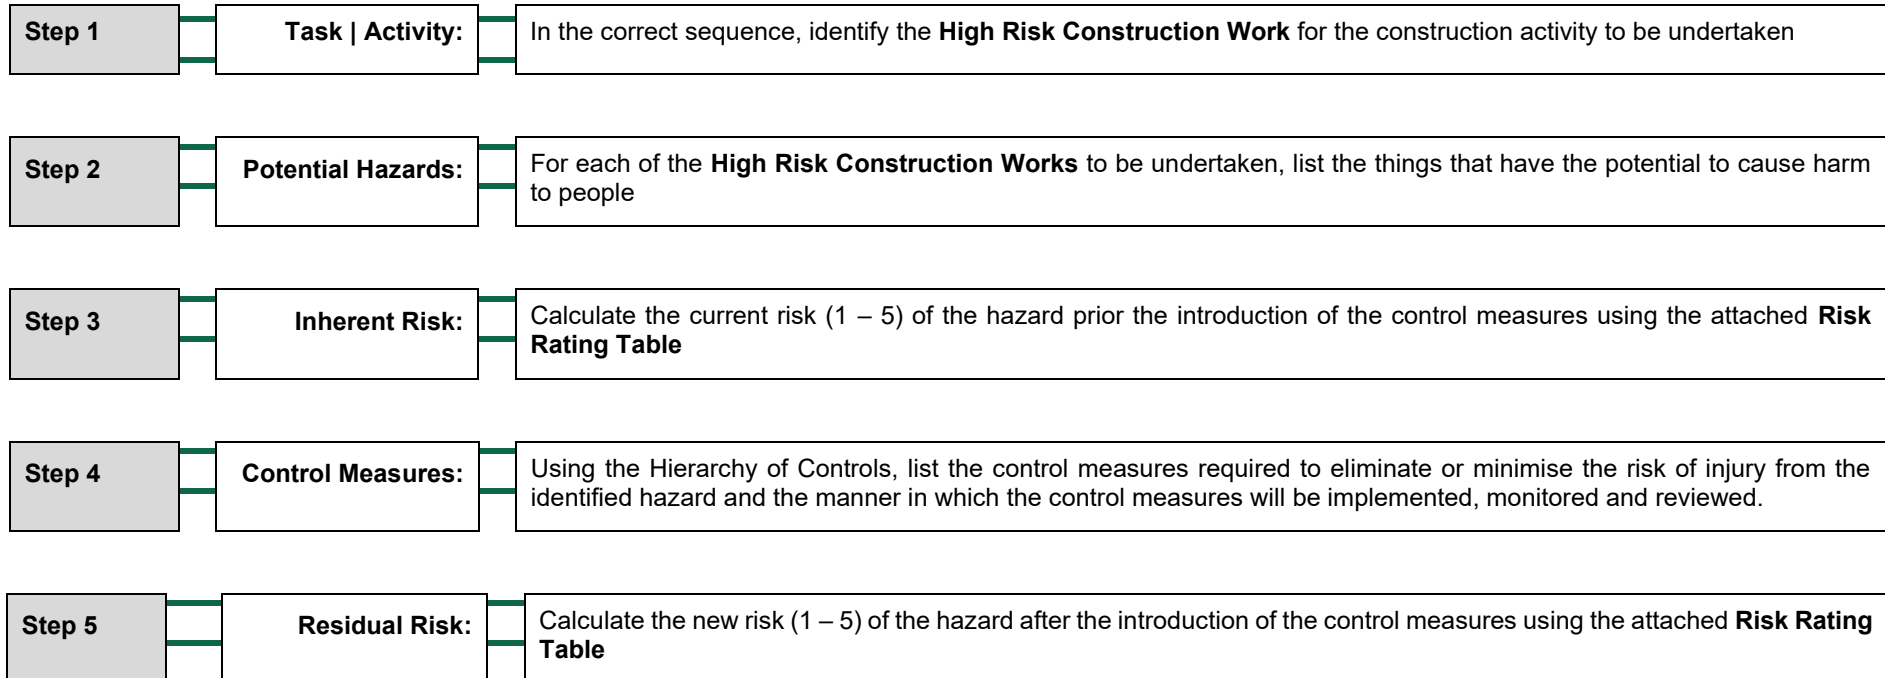 Step 1
Task | Activity:
In the correct sequence, identify the High Risk Construction Work for the construction activity to be undertaken
Step 2
Potential Hazards:
For each of the High Risk Construction Works to be undertaken, list the things that have the potential to cause harm
to people
Step 3
Inherent Risk:
Calculate the current risk (1 – 5) of the hazard prior the introduction of the control measures using the attached Risk
Rating Table
Step 4
Control Measures:
Using the Hierarchy of Controls, list the control measures required to eliminate or minimise the risk of injury from the
identified hazard and the manner in which the control measures will be implemented, monitored and reviewed.
Step 5
Residual Risk:
Calculate the new risk (1 – 5) of the hazard after the introduction of the control measures using the attached Risk Rating
Table